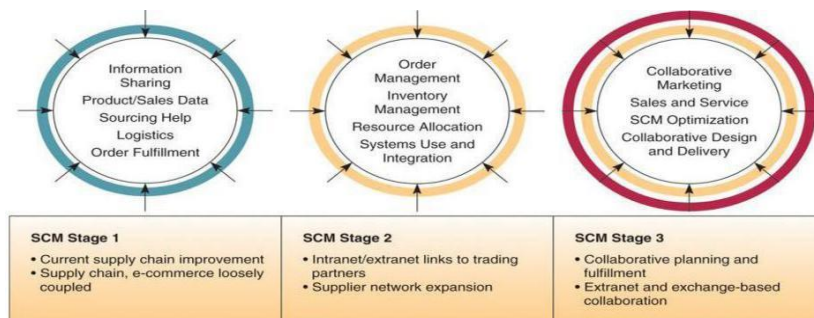 Information
Sharing
Product/Sales Data
Sourcing Help
Logistics
Order Fulfillment
Order
Management
Inventory
Management
Resource Allocation
Systems Use and
Integration
Collaborative
Marketing
Sales and Service
SCM Optimization
Collaborative Design
and Delivery
SCM Stage 1
• Current supply chain improvement
• Supply chain, e-commerce loosely
coupled
SCM Stage 2
• Intranet/extranet links to trading
partners
• Supplier network expansion
SCM Stage 3
• Collaborative planning and
fulfillment
• Extranet and exchange-based
collaboration